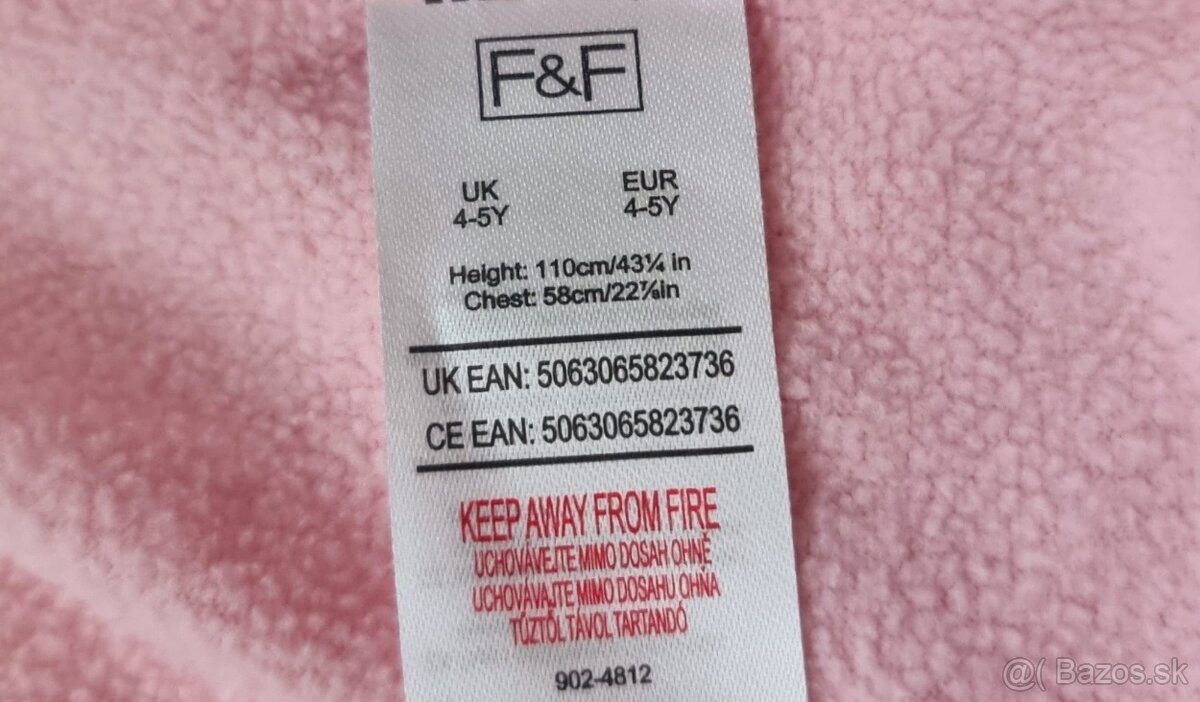 F&F
UK EUR
4-5Y 4-5Y
Height: 110cm/43¼ in
Chest: 58cm/22⅞in
UK EAN: 5063065823736
CE EAN: 5063065823736
KEEP AWAY FROM FIRE
UCHOVÁVEJTE MIMO DOSAH OHNĚ
UCHOVÁVAJTE MIMO DOSAHU OHŇA
TŰZTŐL TÁVOL TARTANDÓ
902-4812
@( Bazos.sk